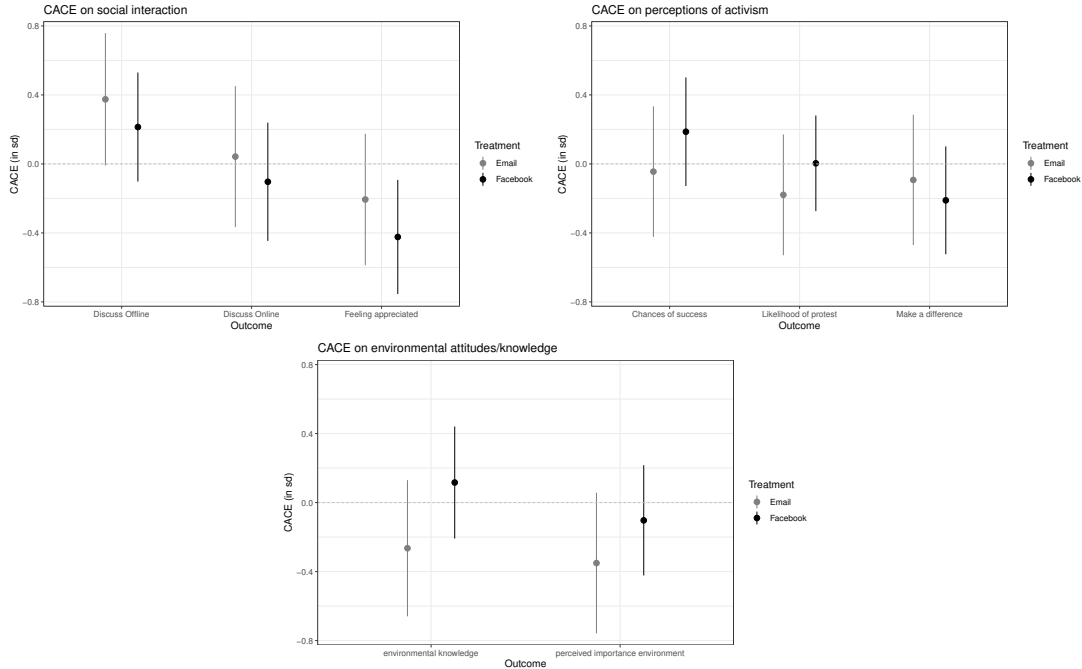 CACE on social interaction
0.8
0.4
0.0
−0.4
−0.8
CACE (in sd)
Discuss Offline
Discuss Online
Feeling appreciated
Outcome
Treatment
Email
Facebook
CACE on perceptions of activism
0.8
0.4
0.0
−0.4
−0.8
CACE (in sd)
Chances of success
Likelihood of protest
Make a difference
Outcome
Treatment
Email
Facebook
CACE on environmental attitudes/knowledge
0.8
0.4
0.0
−0.4
−0.8
CACE (in sd)
environmental knowledge
perceived importance environment
Outcome
Treatment
Email
Facebook